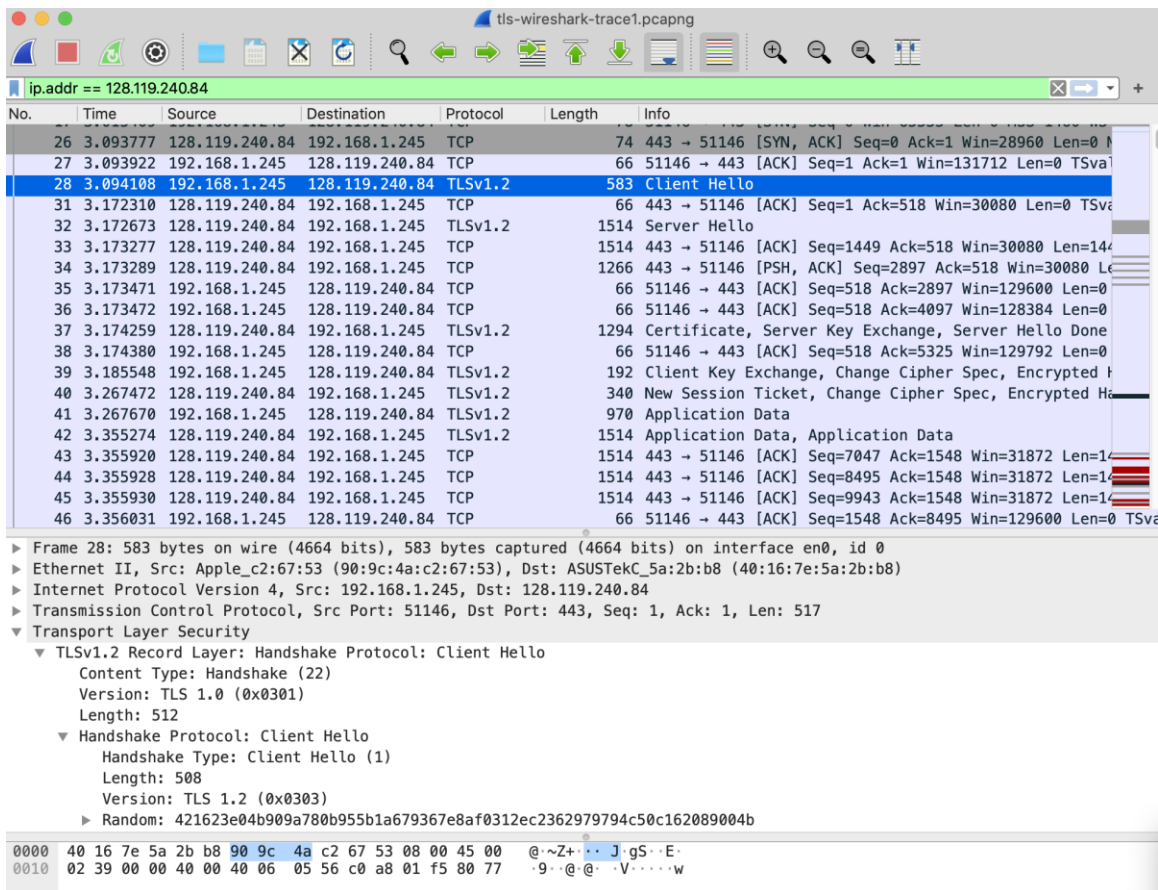 tls-wireshark-trace1.pcapng
ip.addr == 128.119.240.84
No. Time Source Destination Protocol Length Info
26 3.093777 128.119.240.84 192.168.1.245 TCP 74 443 → 51146 [SYN, ACK] Seq=0 Ack=1 Win=28960 Len=0
27 3.093922 192.168.1.245 128.119.240.84 TCP 66 51146 → 443 [ACK] Seq=1 Ack=1 Win=131712 Len=0 TSval
28 3.094108 192.168.1.245 128.119.240.84 TLSv1.2 583 Client Hello
31 3.172310 128.119.240.84 192.168.1.245 TCP 66 443 → 51146 [ACK] Seq=1 Ack=518 Win=30080 Len=0 TSva
32 3.172673 128.119.240.84 192.168.1.245 TLSv1.2 1514 Server Hello
33 3.173277 128.119.240.84 192.168.1.245 TCP 1514 443 → 51146 [ACK] Seq=1449 Ack=518 Win=30080 Len=144
34 3.173289 128.119.240.84 192.168.1.245 TCP 1266 443 → 51146 [PSH, ACK] Seq=2897 Ack=518 Win=30080 Le
35 3.173471 192.168.1.245 128.119.240.84 TCP 66 51146 → 443 [ACK] Seq=518 Ack=2897 Win=129600 Len=0
36 3.173472 192.168.1.245 128.119.240.84 TCP 66 51146 → 443 [ACK] Seq=518 Ack=4097 Win=128384 Len=0
37 3.174259 128.119.240.84 192.168.1.245 TLSv1.2 1294 Certificate, Server Key Exchange, Server Hello Done
38 3.174380 192.168.1.245 128.119.240.84 TCP 66 51146 → 443 [ACK] Seq=518 Ack=5325 Win=129792 Len=0
39 3.185548 192.168.1.245 128.119.240.84 TLSv1.2 192 Client Key Exchange, Change Cipher Spec, Encrypted H
40 3.267472 128.119.240.84 192.168.1.245 TLSv1.2 340 New Session Ticket, Change Cipher Spec, Encrypted Ha
41 3.267670 192.168.1.245 128.119.240.84 TLSv1.2 970 Application Data
42 3.355274 128.119.240.84 192.168.1.245 TLSv1.2 1514 Application Data, Application Data
43 3.355920 128.119.240.84 192.168.1.245 TCP 1514 443 → 51146 [ACK] Seq=7047 Ack=1548 Win=31872 Len=14
44 3.355928 128.119.240.84 192.168.1.245 TCP 1514 443 → 51146 [ACK] Seq=8495 Ack=1548 Win=31872 Len=14
45 3.355930 128.119.240.84 192.168.1.245 TCP 1514 443 → 51146 [ACK] Seq=9943 Ack=1548 Win=31872 Len=14
46 3.356031 192.168.1.245 128.119.240.84 TCP 66 51146 → 443 [ACK] Seq=1548 Ack=8495 Win=129600 Len=0 TSva
Frame 28: 583 bytes on wire (4664 bits), 583 bytes captured (4664 bits) on interface en0, id 0
Ethernet II, Src: Apple_c2:67:53 (90:9c:4a:c2:67:53), Dst: ASUSTekC_5a:2b:b8 (40:16:7e:5a:2b:b8)
Internet Protocol Version 4, Src: 192.168.1.245, Dst: 128.119.240.84
Transmission Control Protocol, Src Port: 51146, Dst Port: 443, Seq: 1, Ack: 1, Len: 517
Transport Layer Security
TLSv1.2 Record Layer: Handshake Protocol: Client Hello
Content Type: Handshake (22)
Version: TLS 1.0 (0x0301)
Length: 512
Handshake Protocol: Client Hello
Handshake Type: Client Hello (1)
Length: 508
Version: TLS 1.2 (0x0303)
Random: 421623e04b909a780b955b1a679367e8af0312ec2362979794c50c162089004b
0000 40 16 7e 5a 2b b8 90 9c 4a c2 67 53 08 00 45 00 @·~Z+··· J·gS··E·
0010 02 39 00 00 40 00 40 06 05 56 c0 a8 01 f5 80 77 ·9··@·@· ·V·····w